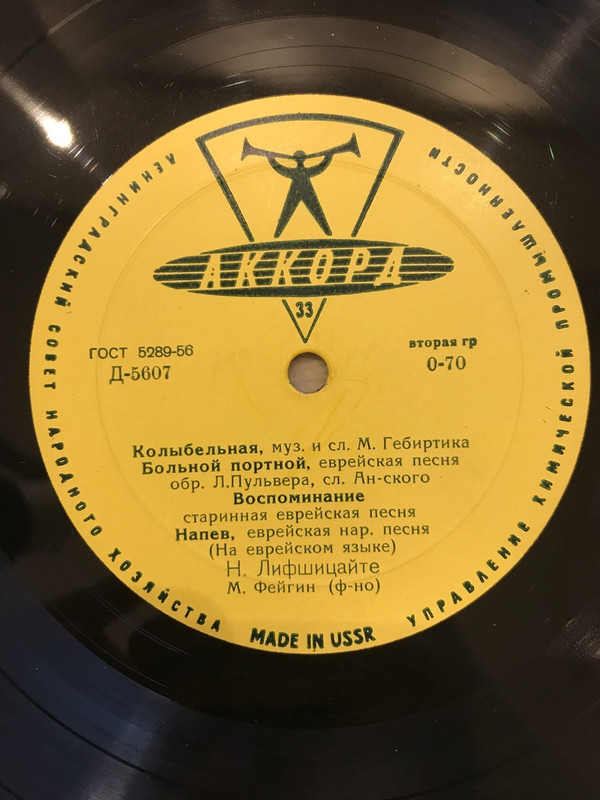 ЛЕНИНГРАДСКИЙ СОВЕТ НАРОДНОГО ХОЗЯЙСТВА
УПРАВЛЕНИЕ ХИМИЧЕСКОЙ ПРОМЫШЛЕННОСТИ
АККОРД
33
ГОСТ 5289-56
Д-5607
вторая гр
0-70
Колыбельная, муз. и сл. М. Гебиртика
Больной портной, еврейская песня
обр. Л.Пульвера, сл. Ан-ского
Воспоминание
старинная еврейская песня
Напев, еврейская нар. песня
(На еврейском языке)
Н. Лифшицайте
М. Фейгин (ф-но)
MADE IN USSR